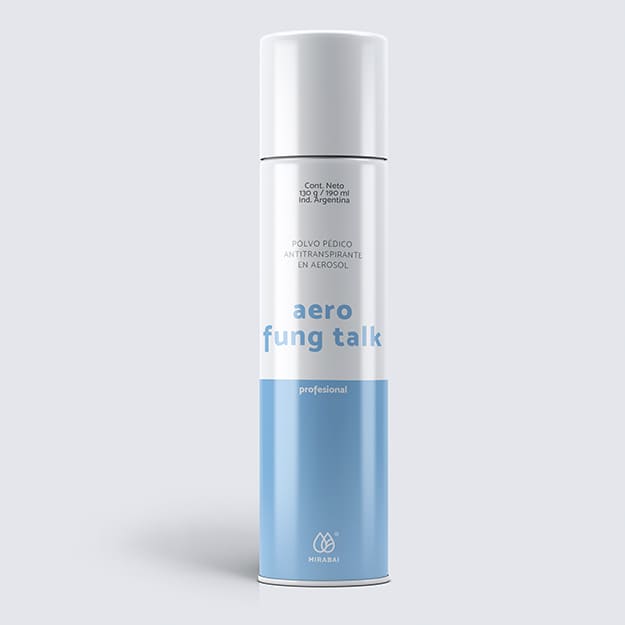 Cont. Neto
130 g / 190 ml
Ind. Argentina
POLVO PÉDICO
ANTITRANSPIRANTE
EN AEROSOL
aero
fung talk
profesional
®
MIRABAI